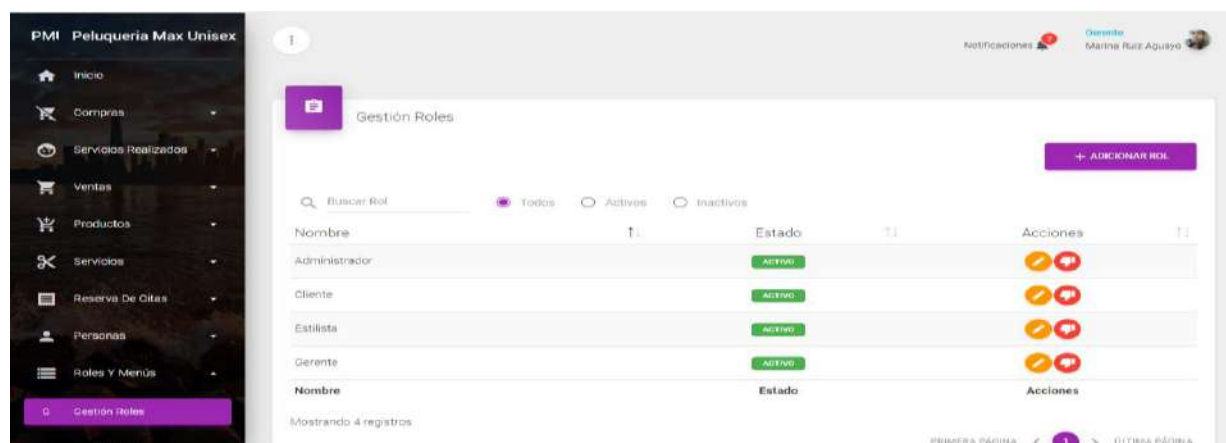 PMI Peluqueria Max Unisex
Notificaciones 7
Gerente
Marina Ruiz Aguayo
Inicio
Compras
Servicios Realizados
Ventas
Productos
Servicios
Reserva De Citas
Personas
Roles Y Menús
G Gestión Roles
Gestión Roles
+ ADICIONAR ROL
Buscar Rol Todos Activos Inactivos
Nombre Estado Acciones
Administrador ACTIVO
Cliente ACTIVO
Estilista ACTIVO
Gerente ACTIVO
Nombre Estado Acciones
Mostrando 4 registros
PRIMERA PÁGINA < 1 > ÚLTIMA PÁGINA